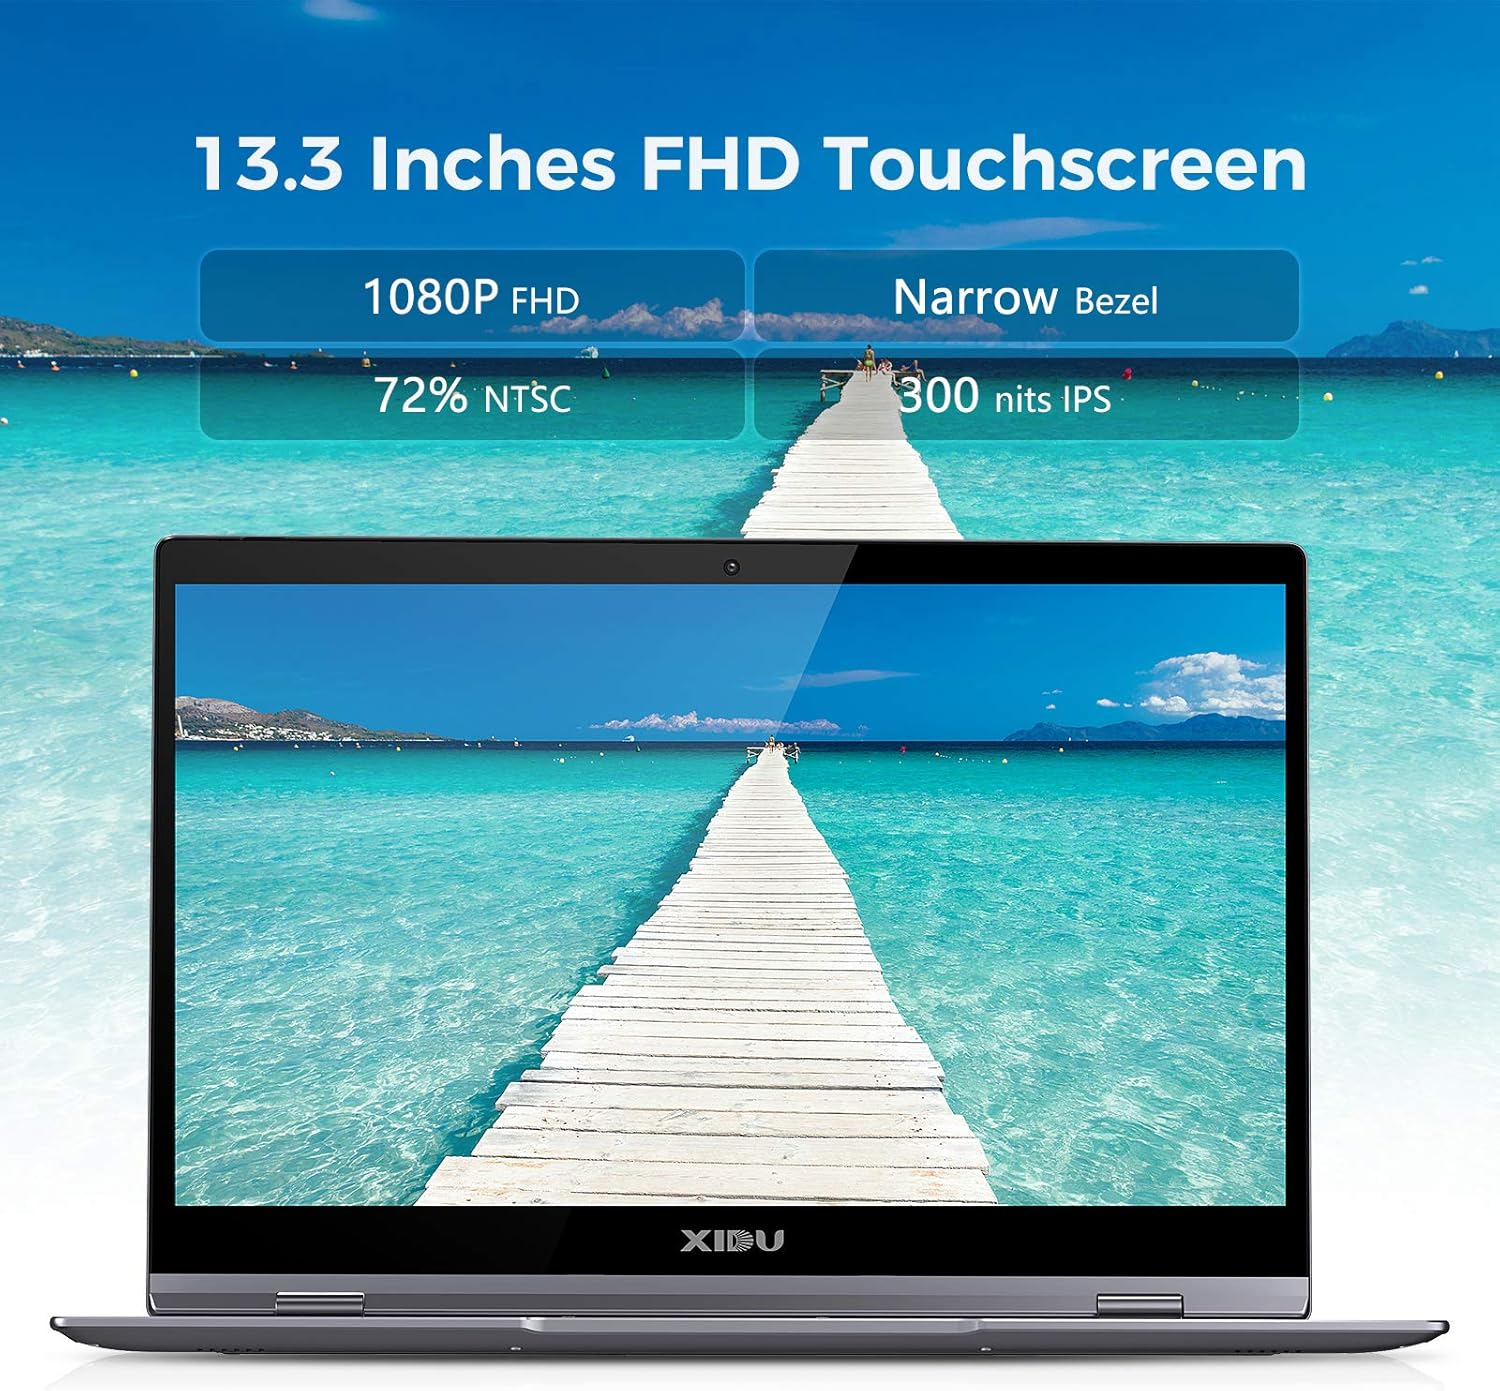 13.3 Inches FHD Touchscreen
1080P FHD
Narrow Bezel
72% NTSC
300 nits IPS
XIDU